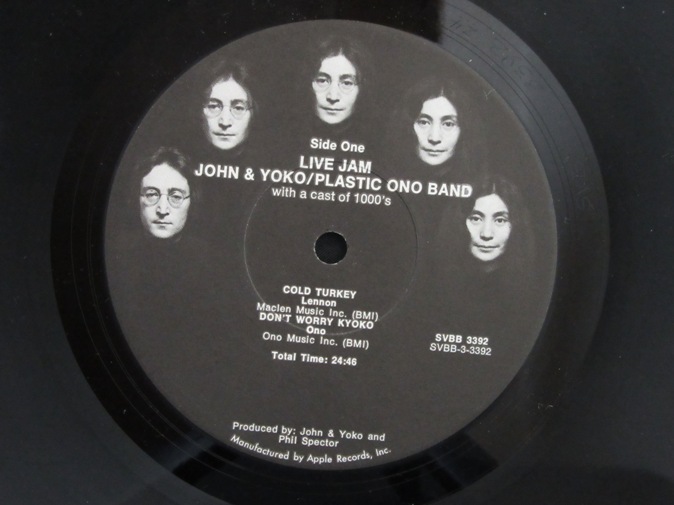 Side One
LIVE JAM
JOHN & YOKO/PLASTIC ONO BAND
with a cast of 1000's
COLD TURKEY
Lennon
Maclen Music Inc. (BMI)
DON'T WORRY KYOKO
Ono
Ono Music Inc. (BMI)
Total Time: 24:46
SVBB 3392
SVBB-3-3392
Produced by: John & Yoko and
Phil Spector
Manufactured by Apple Records, Inc.